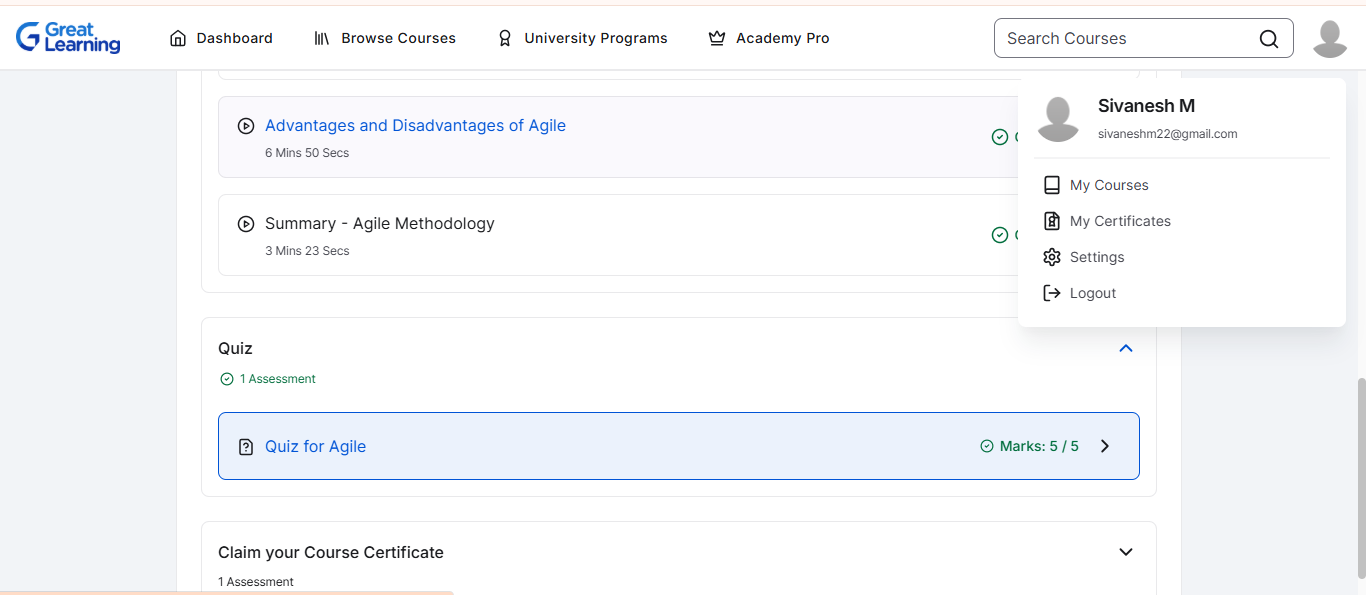 Great Learning
Dashboard
Browse Courses
University Programs
Academy Pro
Search Courses
Sivanesh M
sivaneshm22@gmail.com
My Courses
My Certificates
Settings
Logout
Advantages and Disadvantages of Agile
6 Mins 50 Secs
Summary - Agile Methodology
3 Mins 23 Secs
Quiz
1 Assessment
Quiz for Agile
Marks: 5 / 5
Claim your Course Certificate
1 Assessment